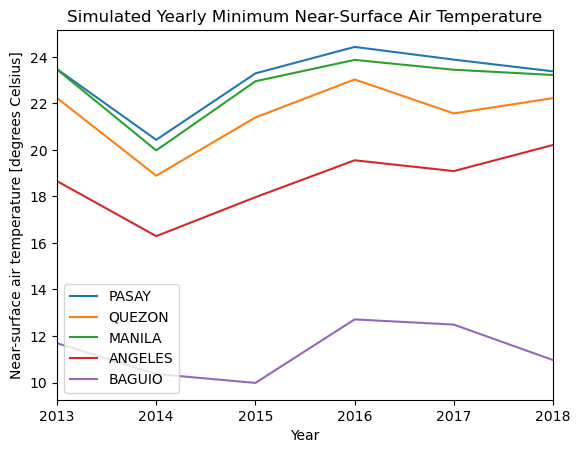 Simulated Yearly Minimum Near-Surface Air Temperature
Near-surface air temperature [degrees Celsius]
24
22
20
18
16
14
12
10
PASAY
QUEZON
MANILA
ANGELES
BAGUIO
2013 2014 2015 2016 2017 2018
Year